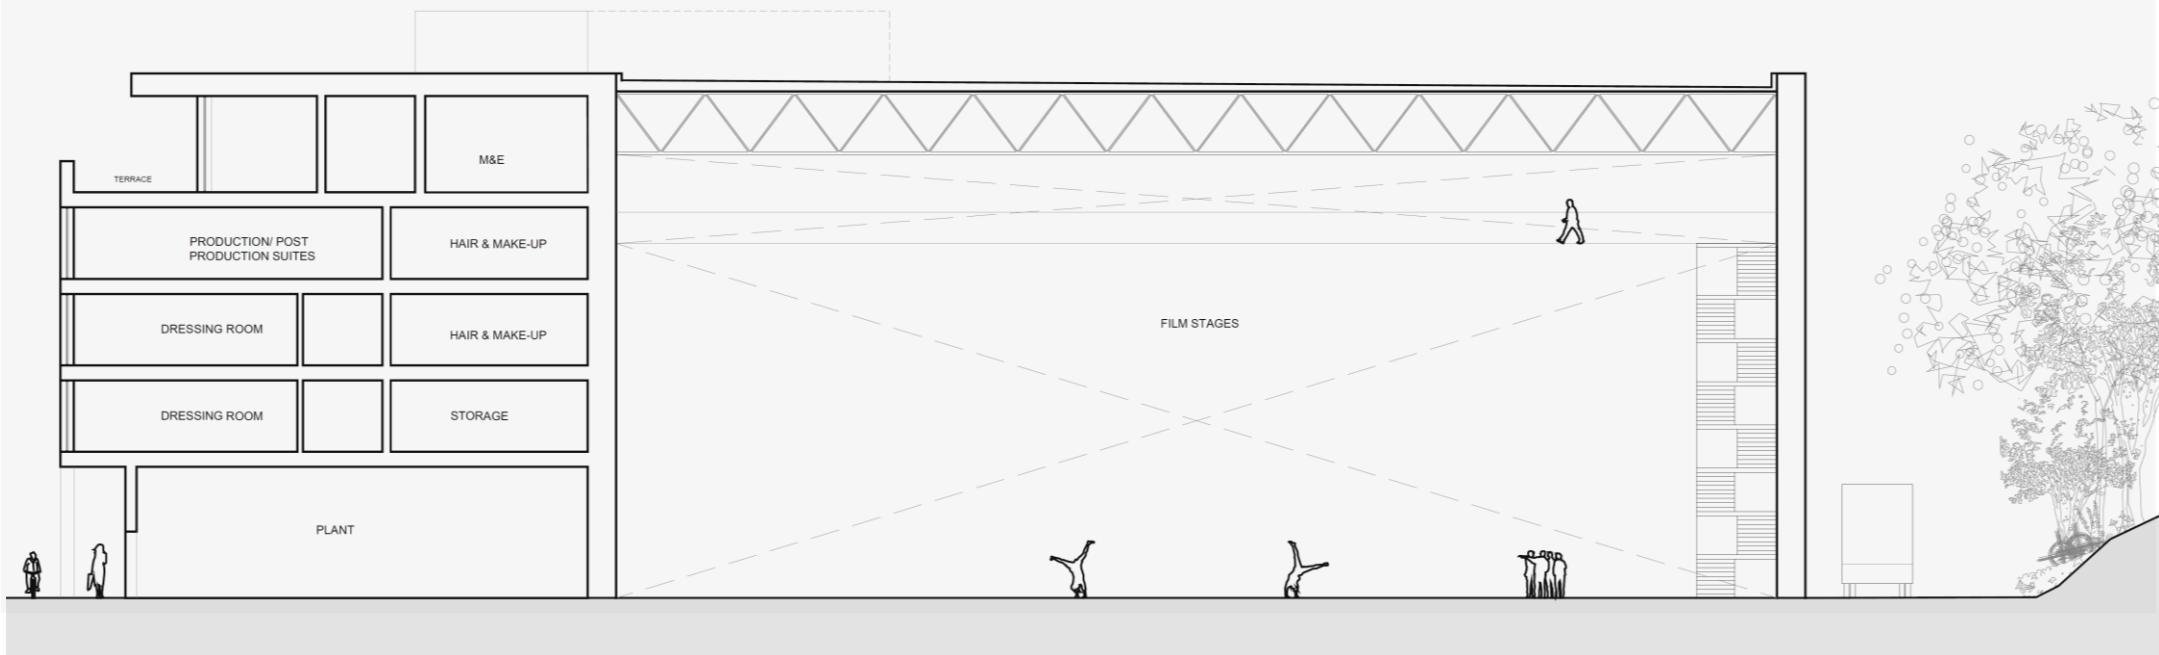 M&E
TERRACE
PRODUCTION/ POST
PRODUCTION SUITES
HAIR & MAKE-UP
DRESSING ROOM
HAIR & MAKE-UP
FILM STAGES
DRESSING ROOM
STORAGE
PLANT